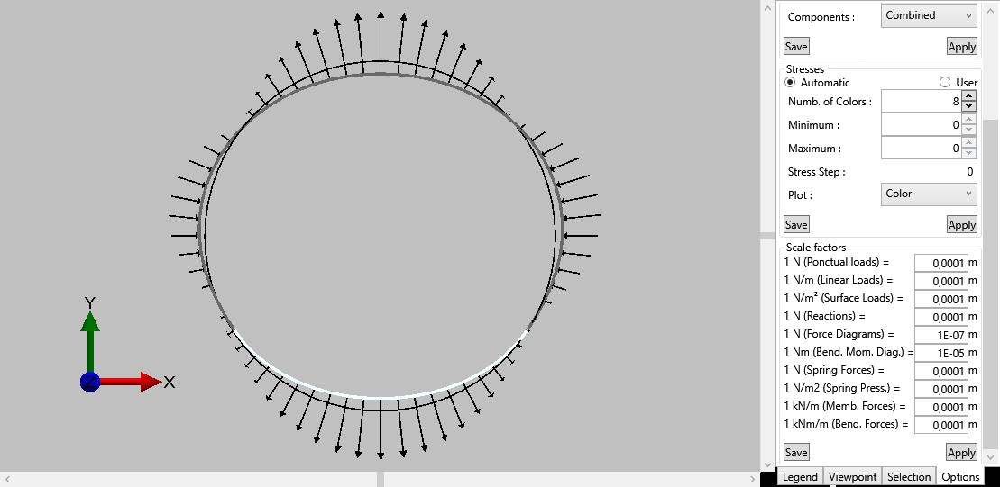 Components : Combined
Save Apply
Stresses
Automatic User
Numb. of Colors : 8
Minimum : 0
Maximum : 0
Stress Step : 0
Plot : Color
Save Apply
Scale factors
1 N (Ponctual loads) = 0,0001 m
1 N/m (Linear Loads) = 0,0001 m
1 N/m² (Surface Loads) = 0,0001 m
1 N (Reactions) = 0,0001 m
1 N (Force Diagrams) = 1E-07 m
1 Nm (Bend. Mom. Diag.) = 1E-05 m
1 N (Spring Forces) = 0,0001 m
1 N/m2 (Spring Press.) = 0,0001 m
1 kN/m (Memb. Forces) = 0,0001 m
1 kNm/m (Bend. Forces) = 0,0001 m
Save Apply
Legend Viewpoint Selection Options
Y
Z X